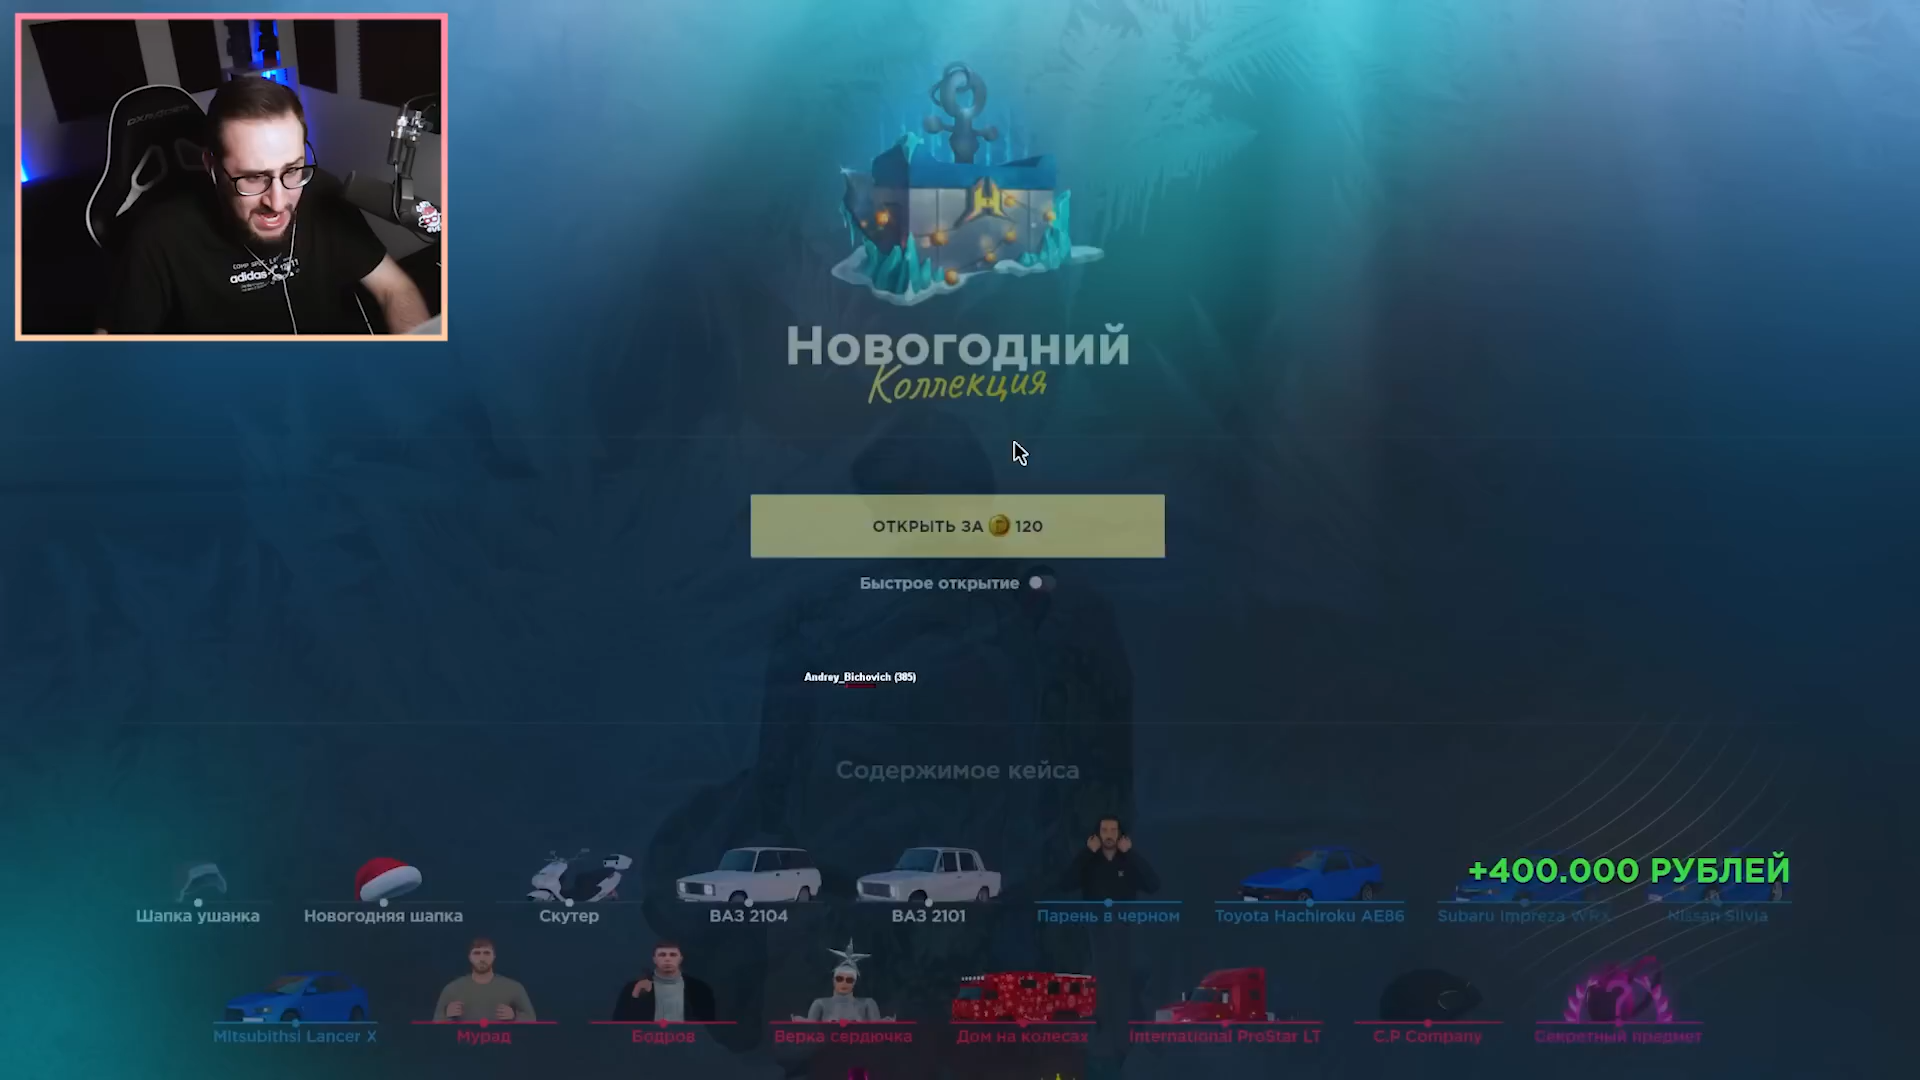 adidas
Новогодний
Коллекция
ОТКРЫТЬ ЗА 120
Быстрое открытие
Andrey_Bichovich (385)
Содержимое кейса
+400.000 РУБЛЕЙ
Шапка ушанка
Новогодняя шапка
Скутер
ВАЗ 2104
ВАЗ 2101
Парень в черном
Toyota Hachiroku AE86
Subaru Impreza WRX
Nissan Silvia
Mitsubithsi Lancer X
Мурад
Бодров
Верка сердючка
Дом на колесах
International ProStar LT
C.P Company
Секретный предмет